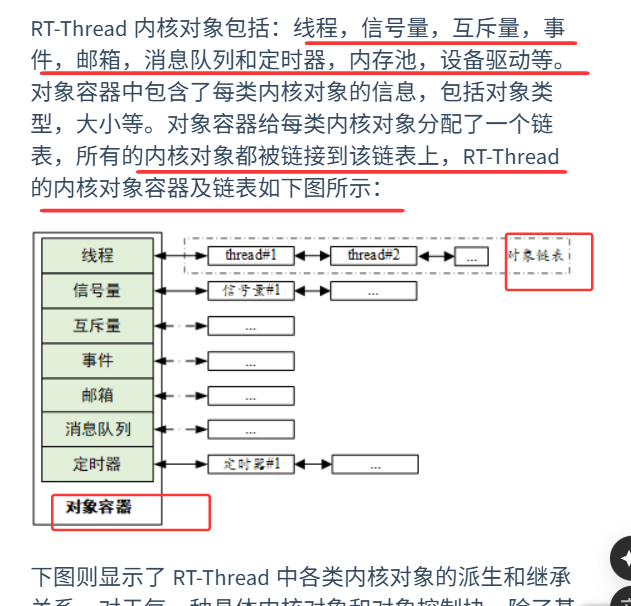 RT-Thread 内核对象包括：线程，信号量，互斥量，事
件，邮箱，消息队列和定时器，内存池，设备驱动等。
对象容器中包含了每类内核对象的信息，包括对象类
型，大小等。对象容器给每类内核对象分配了一个链
表，所有的内核对象都被链接到该链表上，RT-Thread
的内核对象容器及链表如下图所示：
线程 thread#1 thread#2 ... 对象链表
信号量 信号量#1 ...
互斥量 ...
事件 ...
邮箱 ...
消息队列 ...
定时器 定时器#1 ...
对象容器
下图则显示了 RT-Thread 中各类内核对象的派生和继承